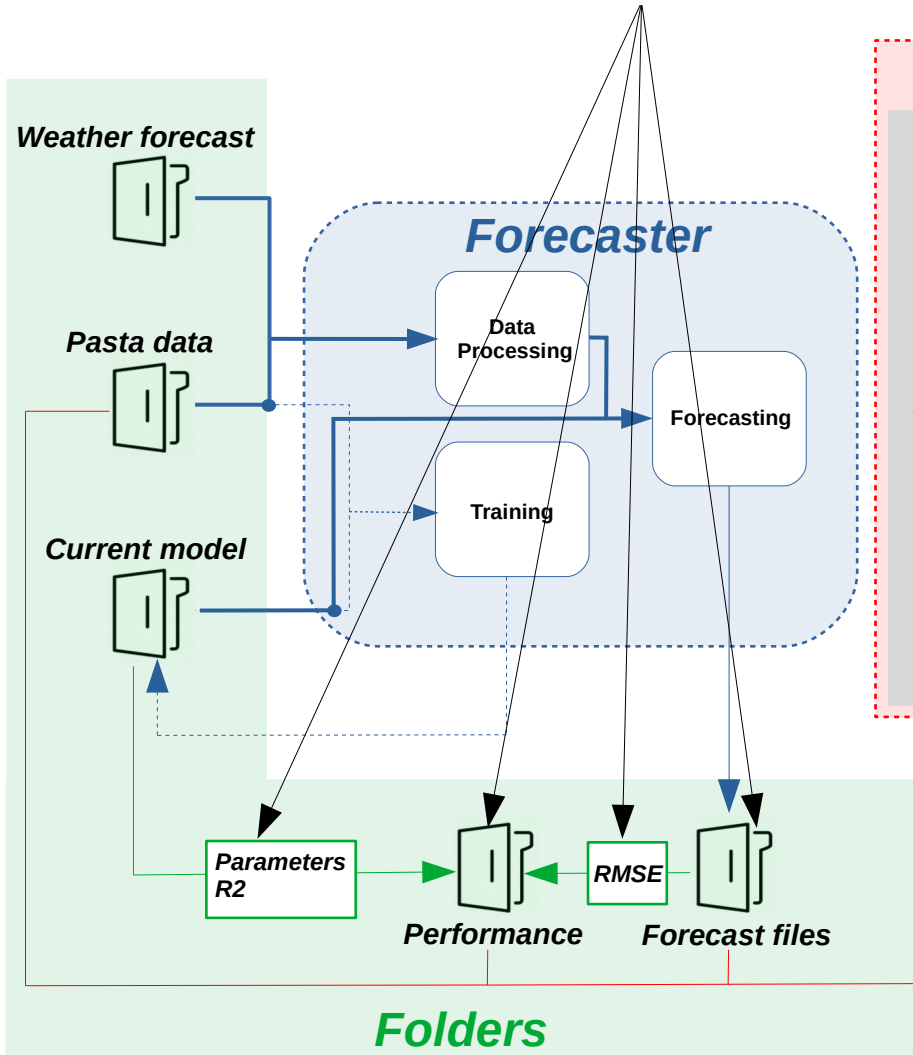 Weather forecast
Forecaster
Data
Processing
Pasta data
Forecasting
Training
Current model
Parameters
R2
RMSE
Performance
Forecast files
Folders